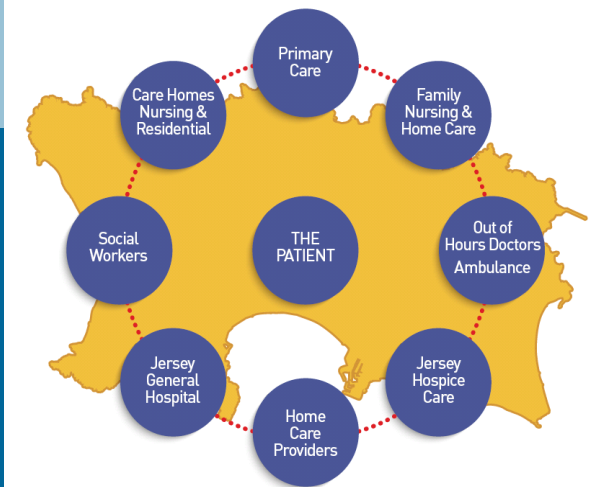 Primary
Care
Care Homes
Nursing &
Residential
Family
Nursing &
Home Care
Social
Workers
THE
PATIENT
Out of
Hours Doctors
Ambulance
Jersey
General
Hospital
Jersey
Hospice
Care
Home
Care
Providers